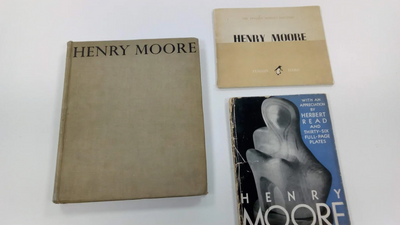 HENRY MOORE
HENRY MOORE
WITH AN
APPRECIATION
BY
HERBERT
READ
AND
THIRTY-SIX
FULL-PAGE
PLATES
HENRY
MOORE